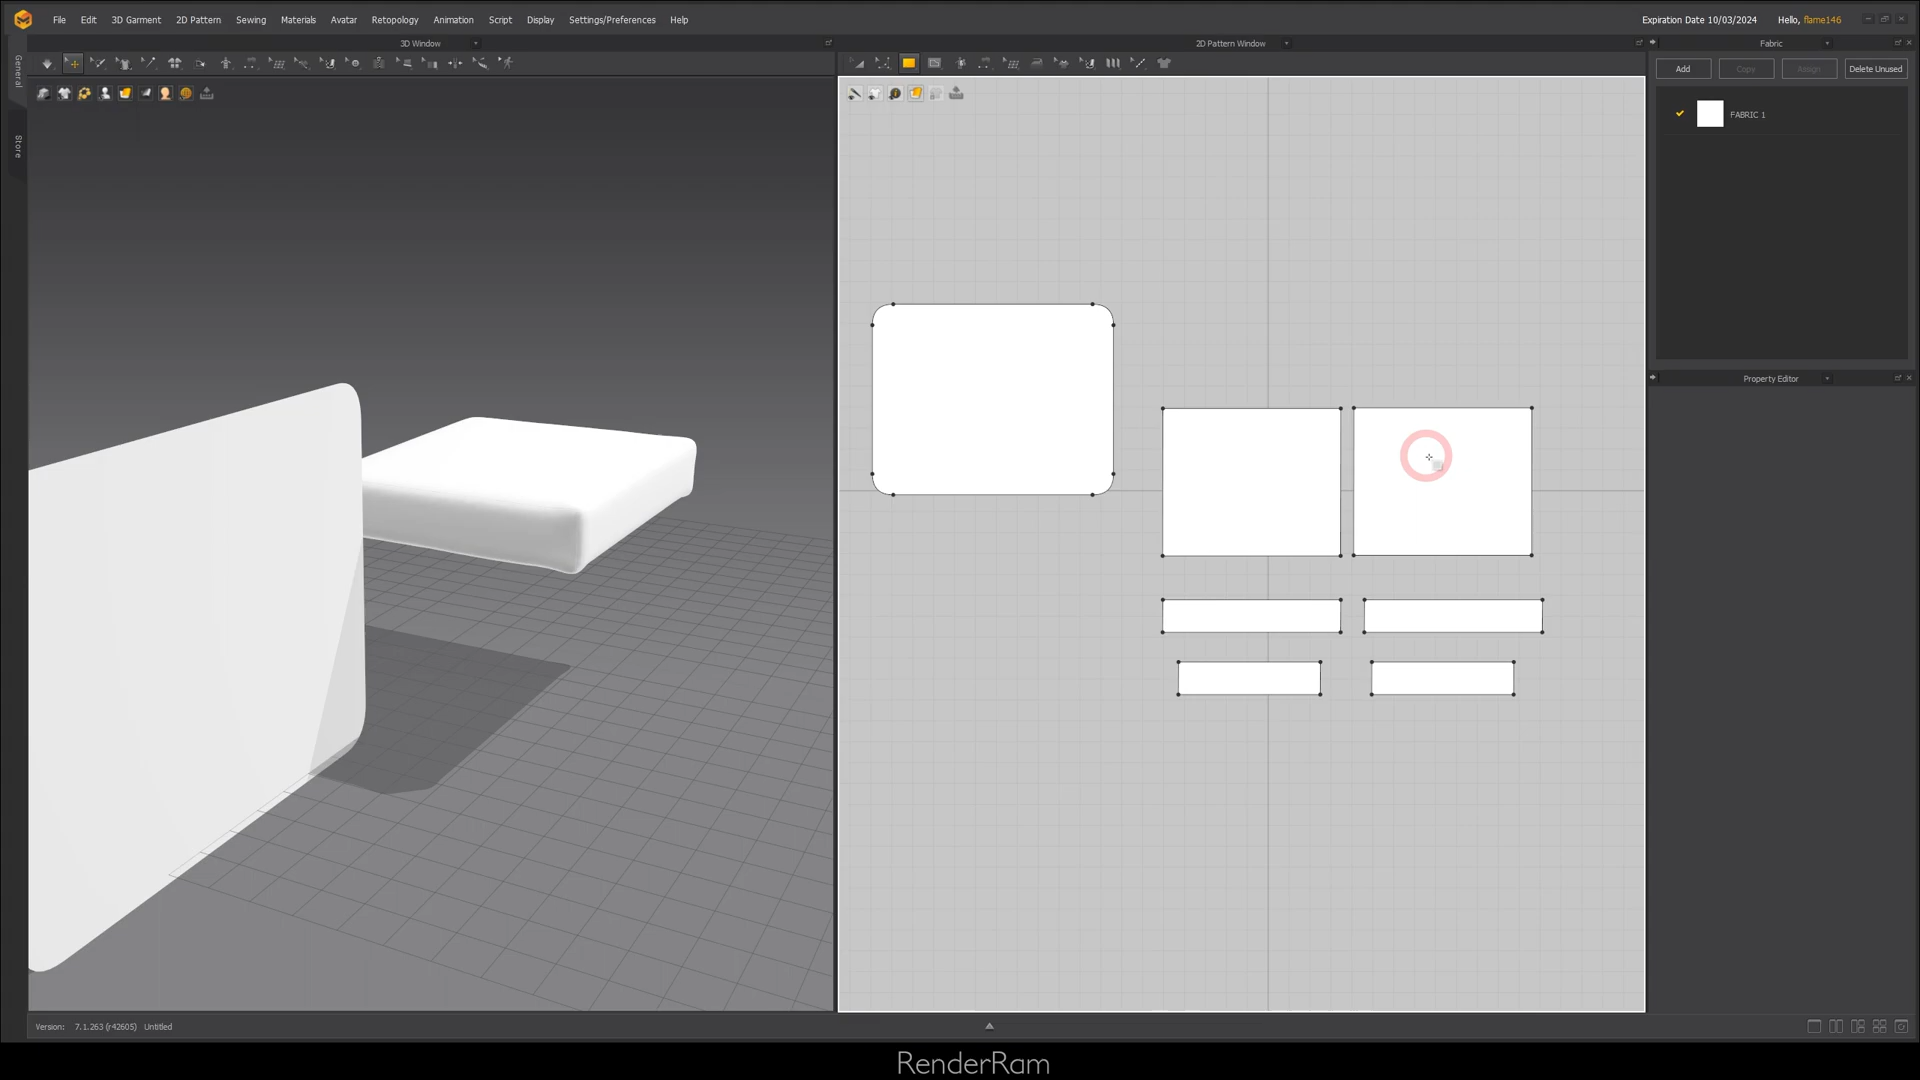 File Edit 3D Garment 2D Pattern Sewing Materials Avatar Retopology Animation Script Display Settings/Preferences Help
Expiration Date 10/03/2024 Hello, flame146
3D Window
2D Pattern Window
Fabric
General
Store
Add Copy Assign Delete Unused
FABRIC 1
Property Editor
Version: 7.1.263 (r42605) Untitled
RenderRam